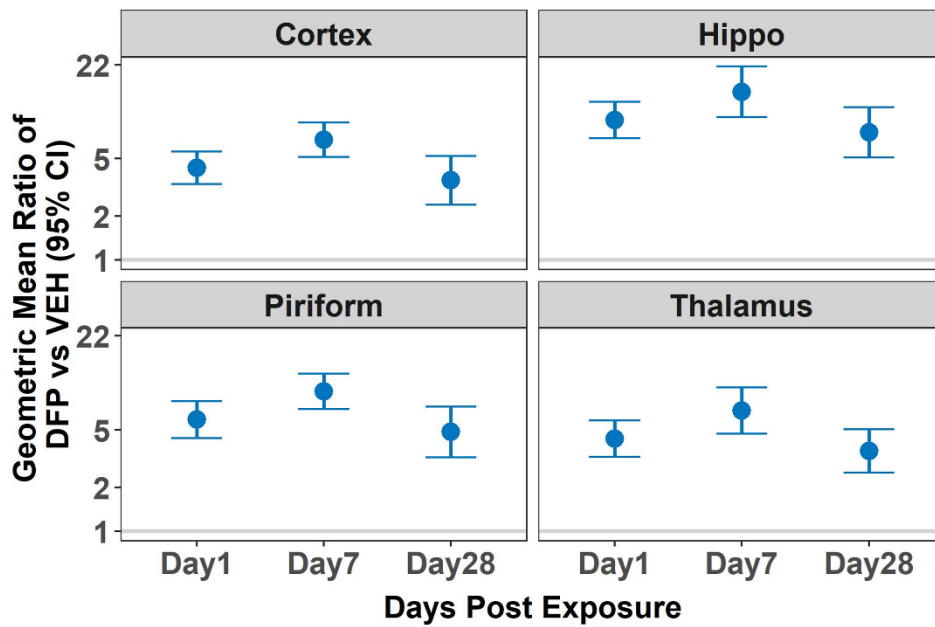 Geometric Mean Ratio of
DFP vs VEH (95% CI)
Cortex
Hippo
22
5
2
1
Piriform
Thalamus
22
5
2
1
Day1
Day7
Day28
Day1
Day7
Day28
Days Post Exposure